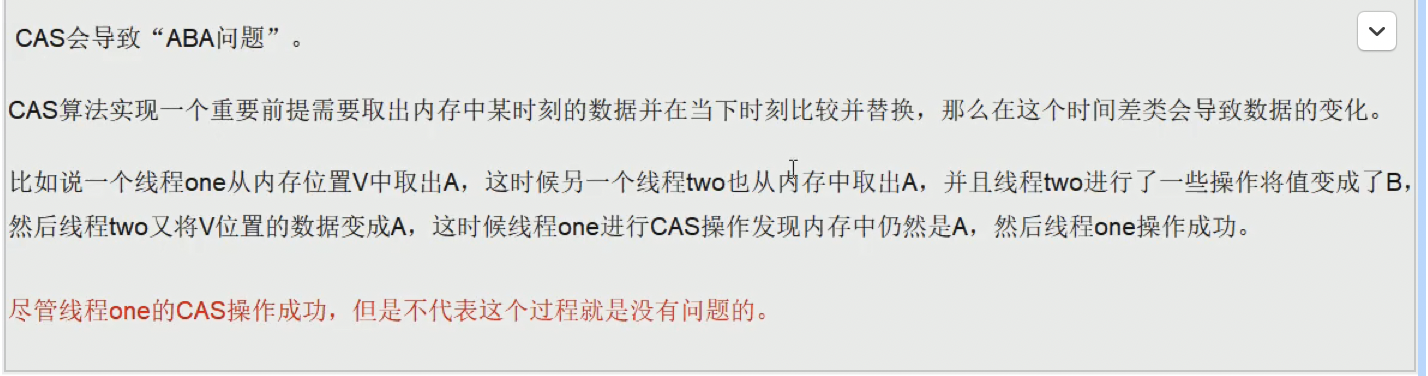 CAS会导致“ABA问题”。
CAS算法实现一个重要前提需要取出内存中某时刻的数据并在当下时刻比较并替换，那么在这个时间差类会导致数据的变化。
比如说一个线程one从内存位置V中取出A，这时候另一个线程two也从内存中取出A，并且线程two进行了一些操作将值变成了B，
然后线程two又将V位置的数据变成A，这时候线程one进行CAS操作发现内存中仍然是A，然后线程one操作成功。
尽管线程one的CAS操作成功，但是不代表这个过程就是没有问题的。